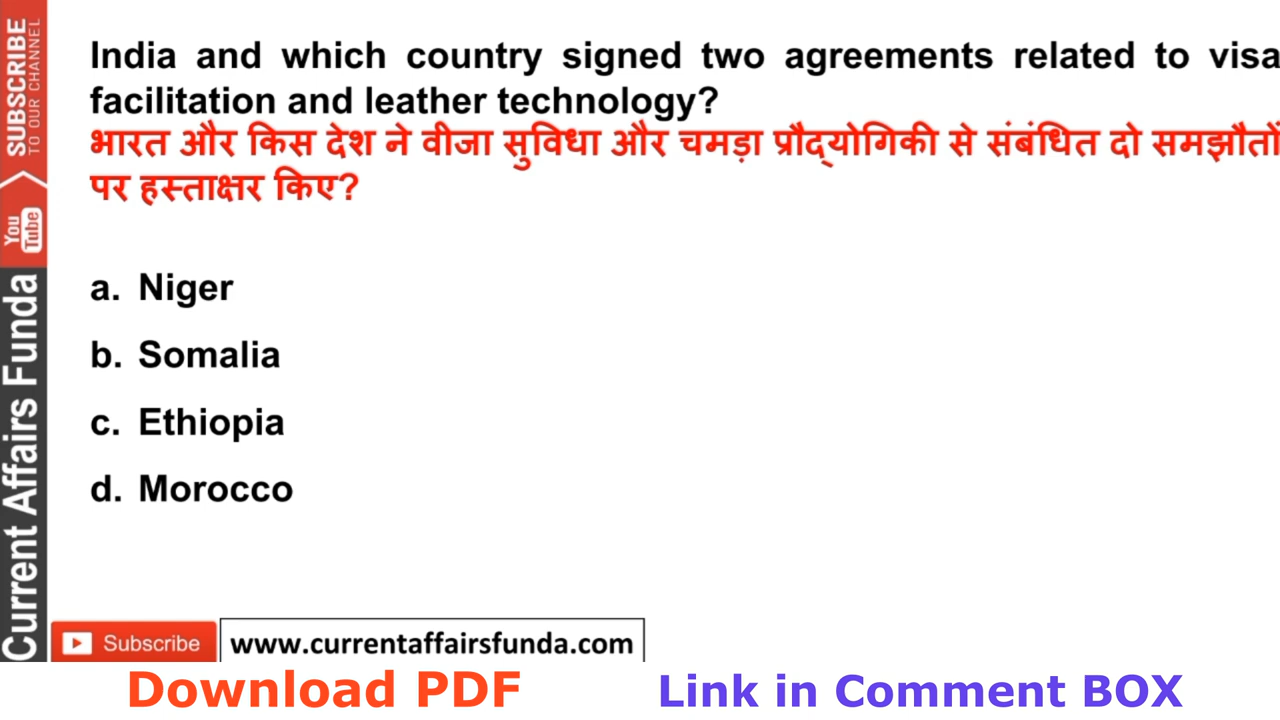 India and which country signed two agreements related to visa
facilitation and leather technology?
भारत और किस देश ने वीजा सुविधा और चमड़ा प्रौद्योगिकी से संबंधित दो समझौतों
पर हस्ताक्षर किए?
a. Niger
b. Somalia
c. Ethiopia
d. Morocco
SUBSCRIBE
TO OUR CHANNEL
You
Tube
Current Affairs Funda
Subscribe
www.currentaffairsfunda.com
Download PDF
Link in Comment BOX